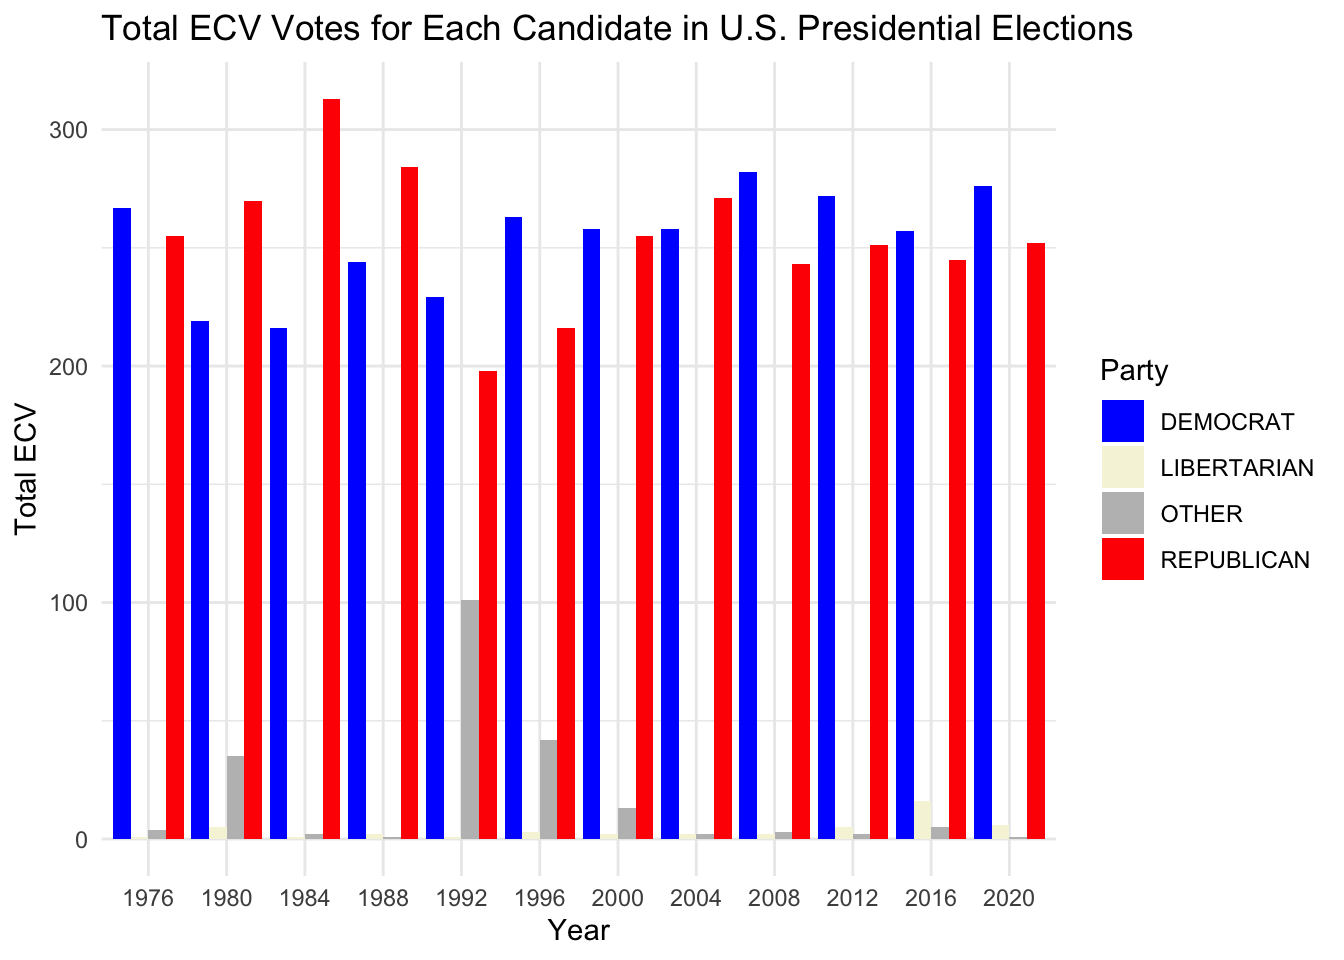 Total ECV Votes for Each Candidate in U.S. Presidential Elections
300
200
100
0
Total ECV
1976 1980 1984 1988 1992 1996 2000 2004 2008 2012 2016 2020
Year
Party
DEMOCRAT
LIBERTARIAN
OTHER
REPUBLICAN